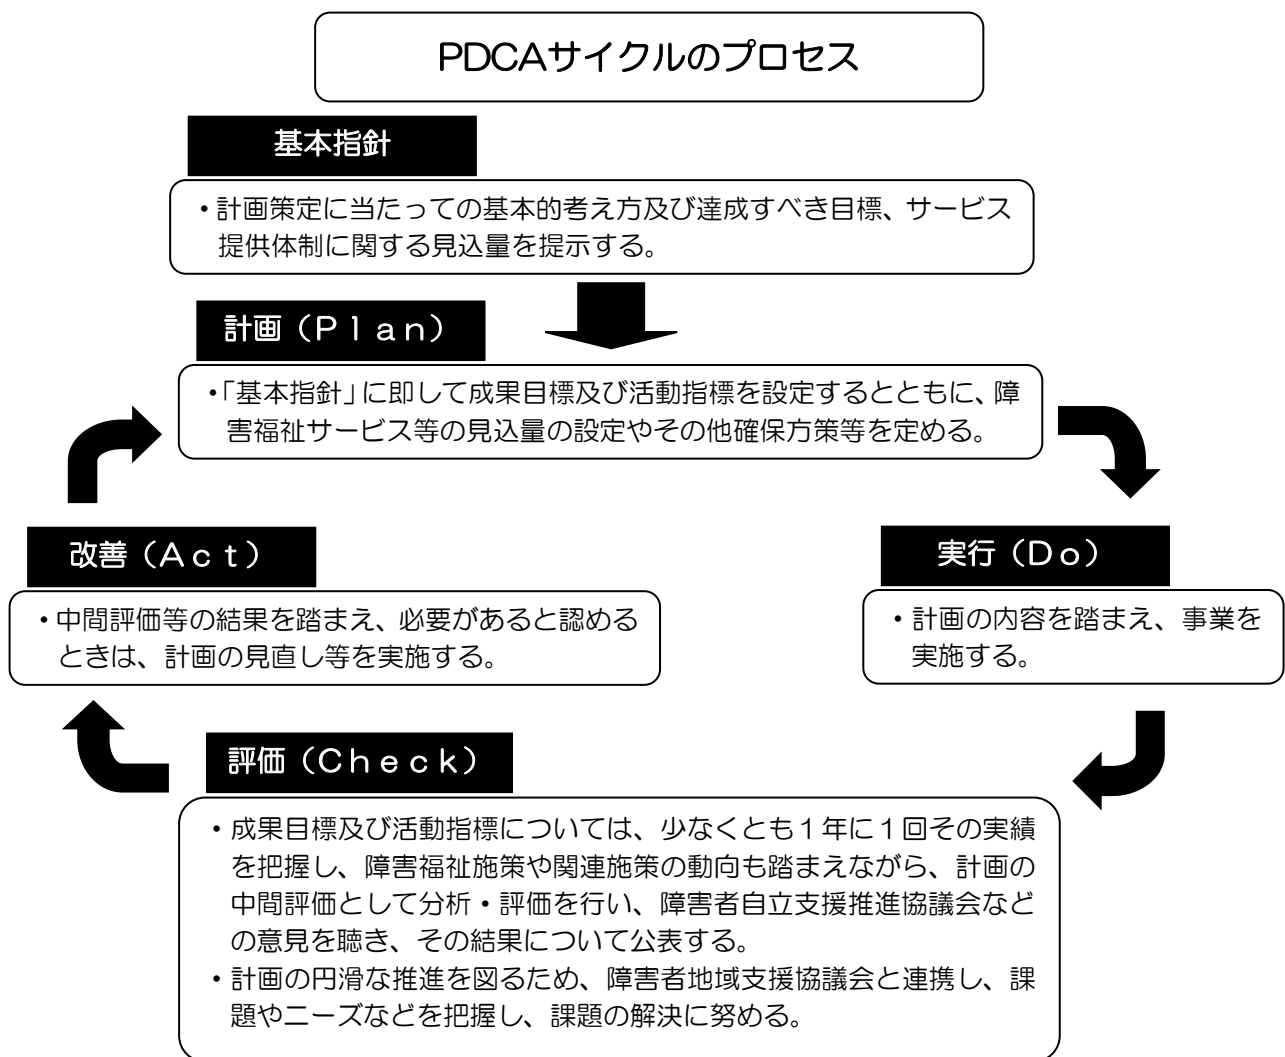 PDCAサイクルのプロセス
基本指針
・計画策定に当たっての基本的考え方及び達成すべき目標、サービス
提供体制に関する見込量を提示する。
計画（Ｐｌａｎ）
・「基本指針」に即して成果目標及び活動指標を設定するとともに、障
害福祉サービス等の見込量の設定やその他確保方策等を定める。
改善（Ａｃｔ）
・中間評価等の結果を踏まえ、必要があると認める
ときは、計画の見直し等を実施する。
実行（Ｄｏ）
・計画の内容を踏まえ、事業を
実施する。
評価（Ｃｈｅｃｋ）
・成果目標及び活動指標については、少なくとも１年に１回その実績
を把握し、障害福祉施策や関連施策の動向も踏まえながら、計画の
中間評価として分析・評価を行い、障害者自立支援推進協議会など
の意見を聴き、その結果について公表する。
・計画の円滑な推進を図るため、障害者地域支援協議会と連携し、課
題やニーズなどを把握し、課題の解決に努める。